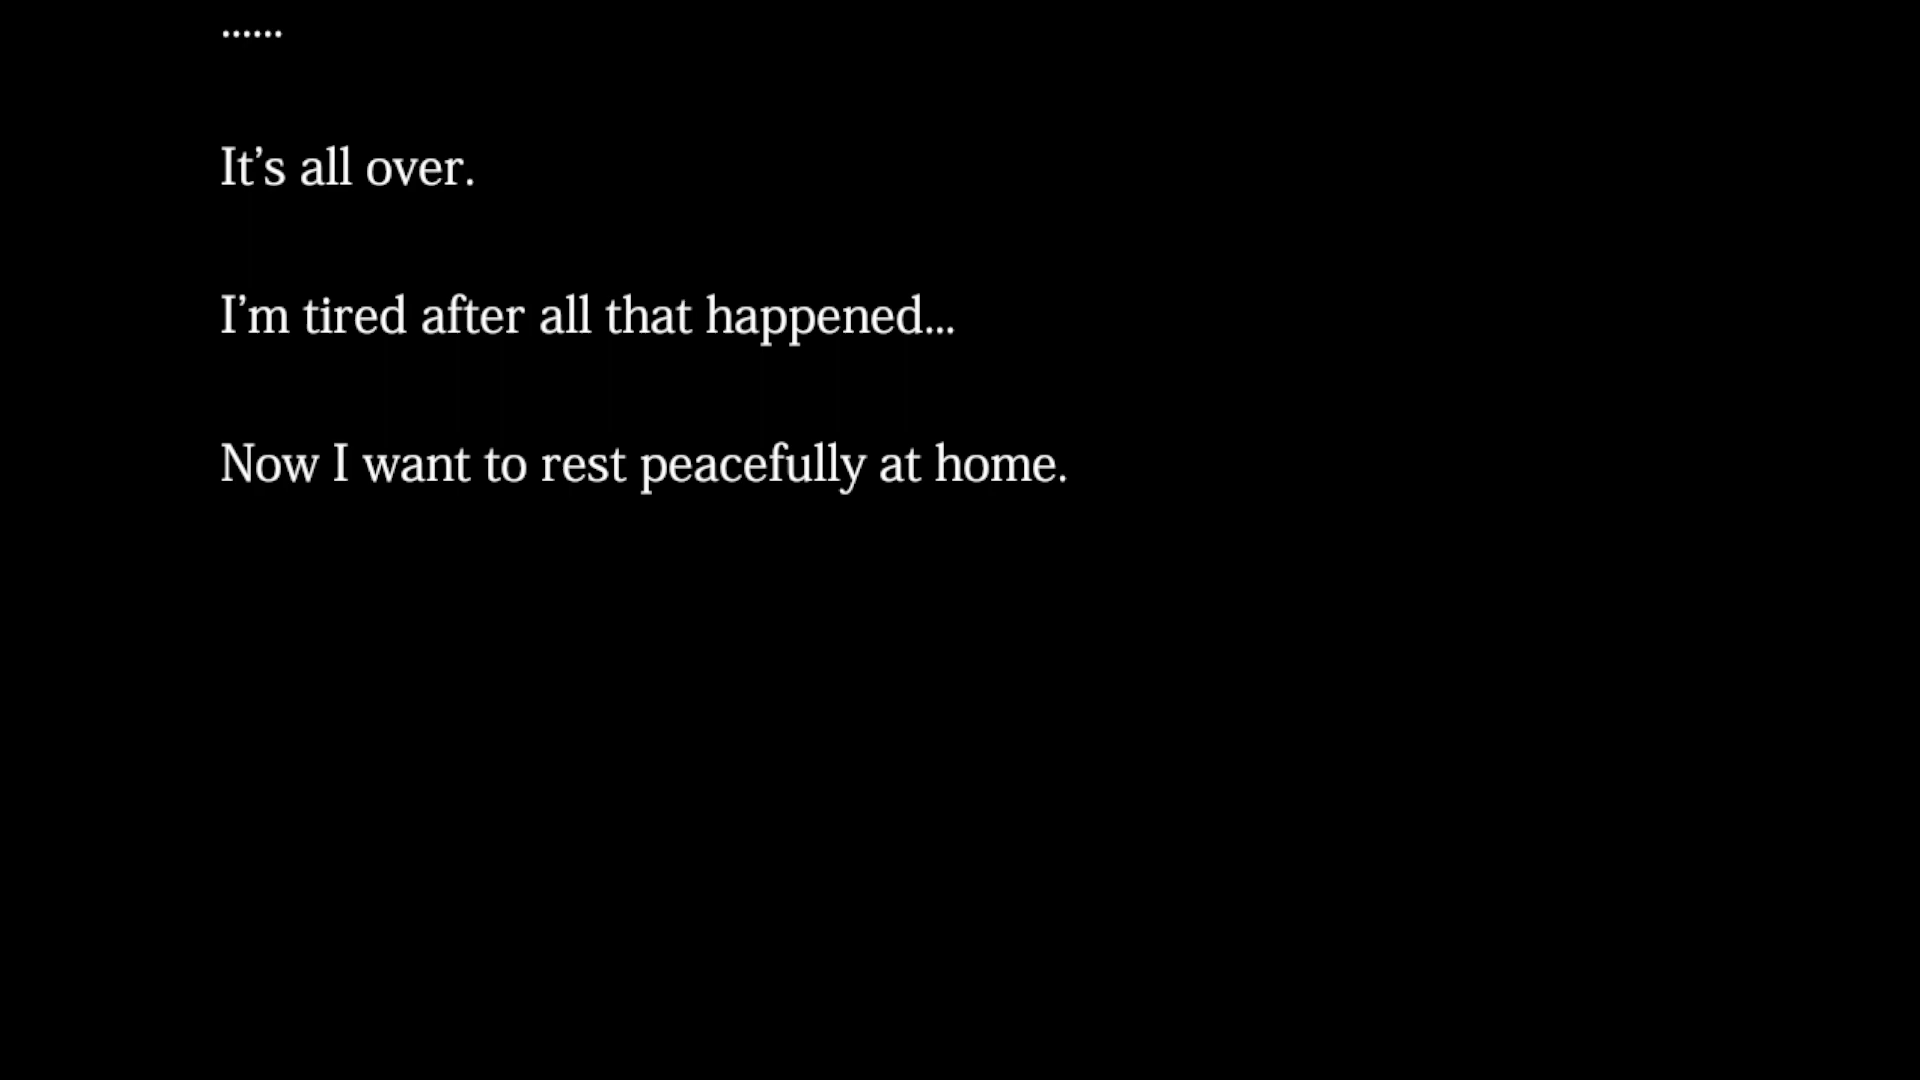 ......
It’s all over.
I’m tired after all that happened...
Now I want to rest peacefully at home.